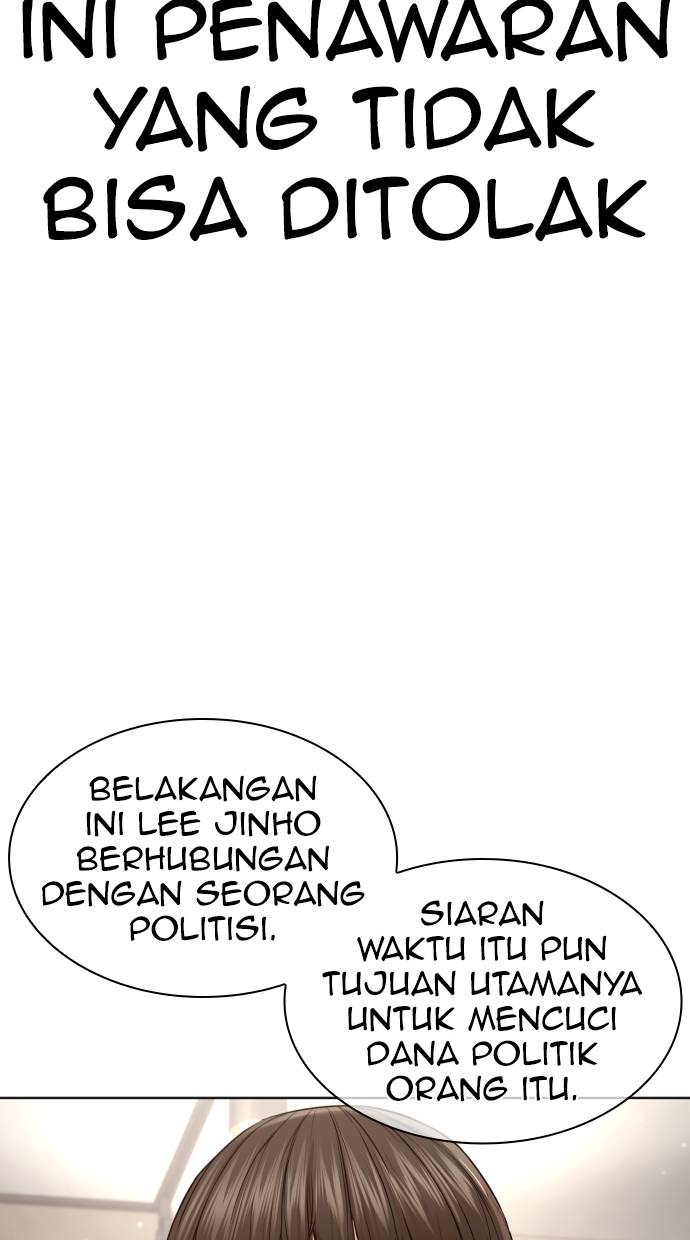 INI PENAWARAN
YANG TIDAK
BISA DITOLAK
BELAKANGAN
INI LEE JINHO
BERHUBUNGAN
DENGAN SEORANG
POLITISI.
SIARAN
WAKTU ITU PUN
TUJUAN UTAMANYA
UNTUK MENCUCI
DANA POLITIK
ORANG ITU.